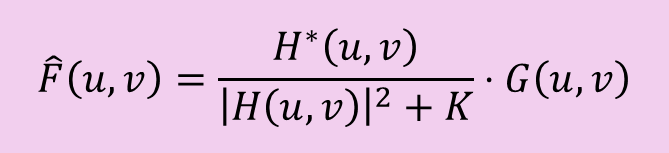 F̂(u, v) = H*(u, v) / (|H(u, v)|² + K) · G(u, v)